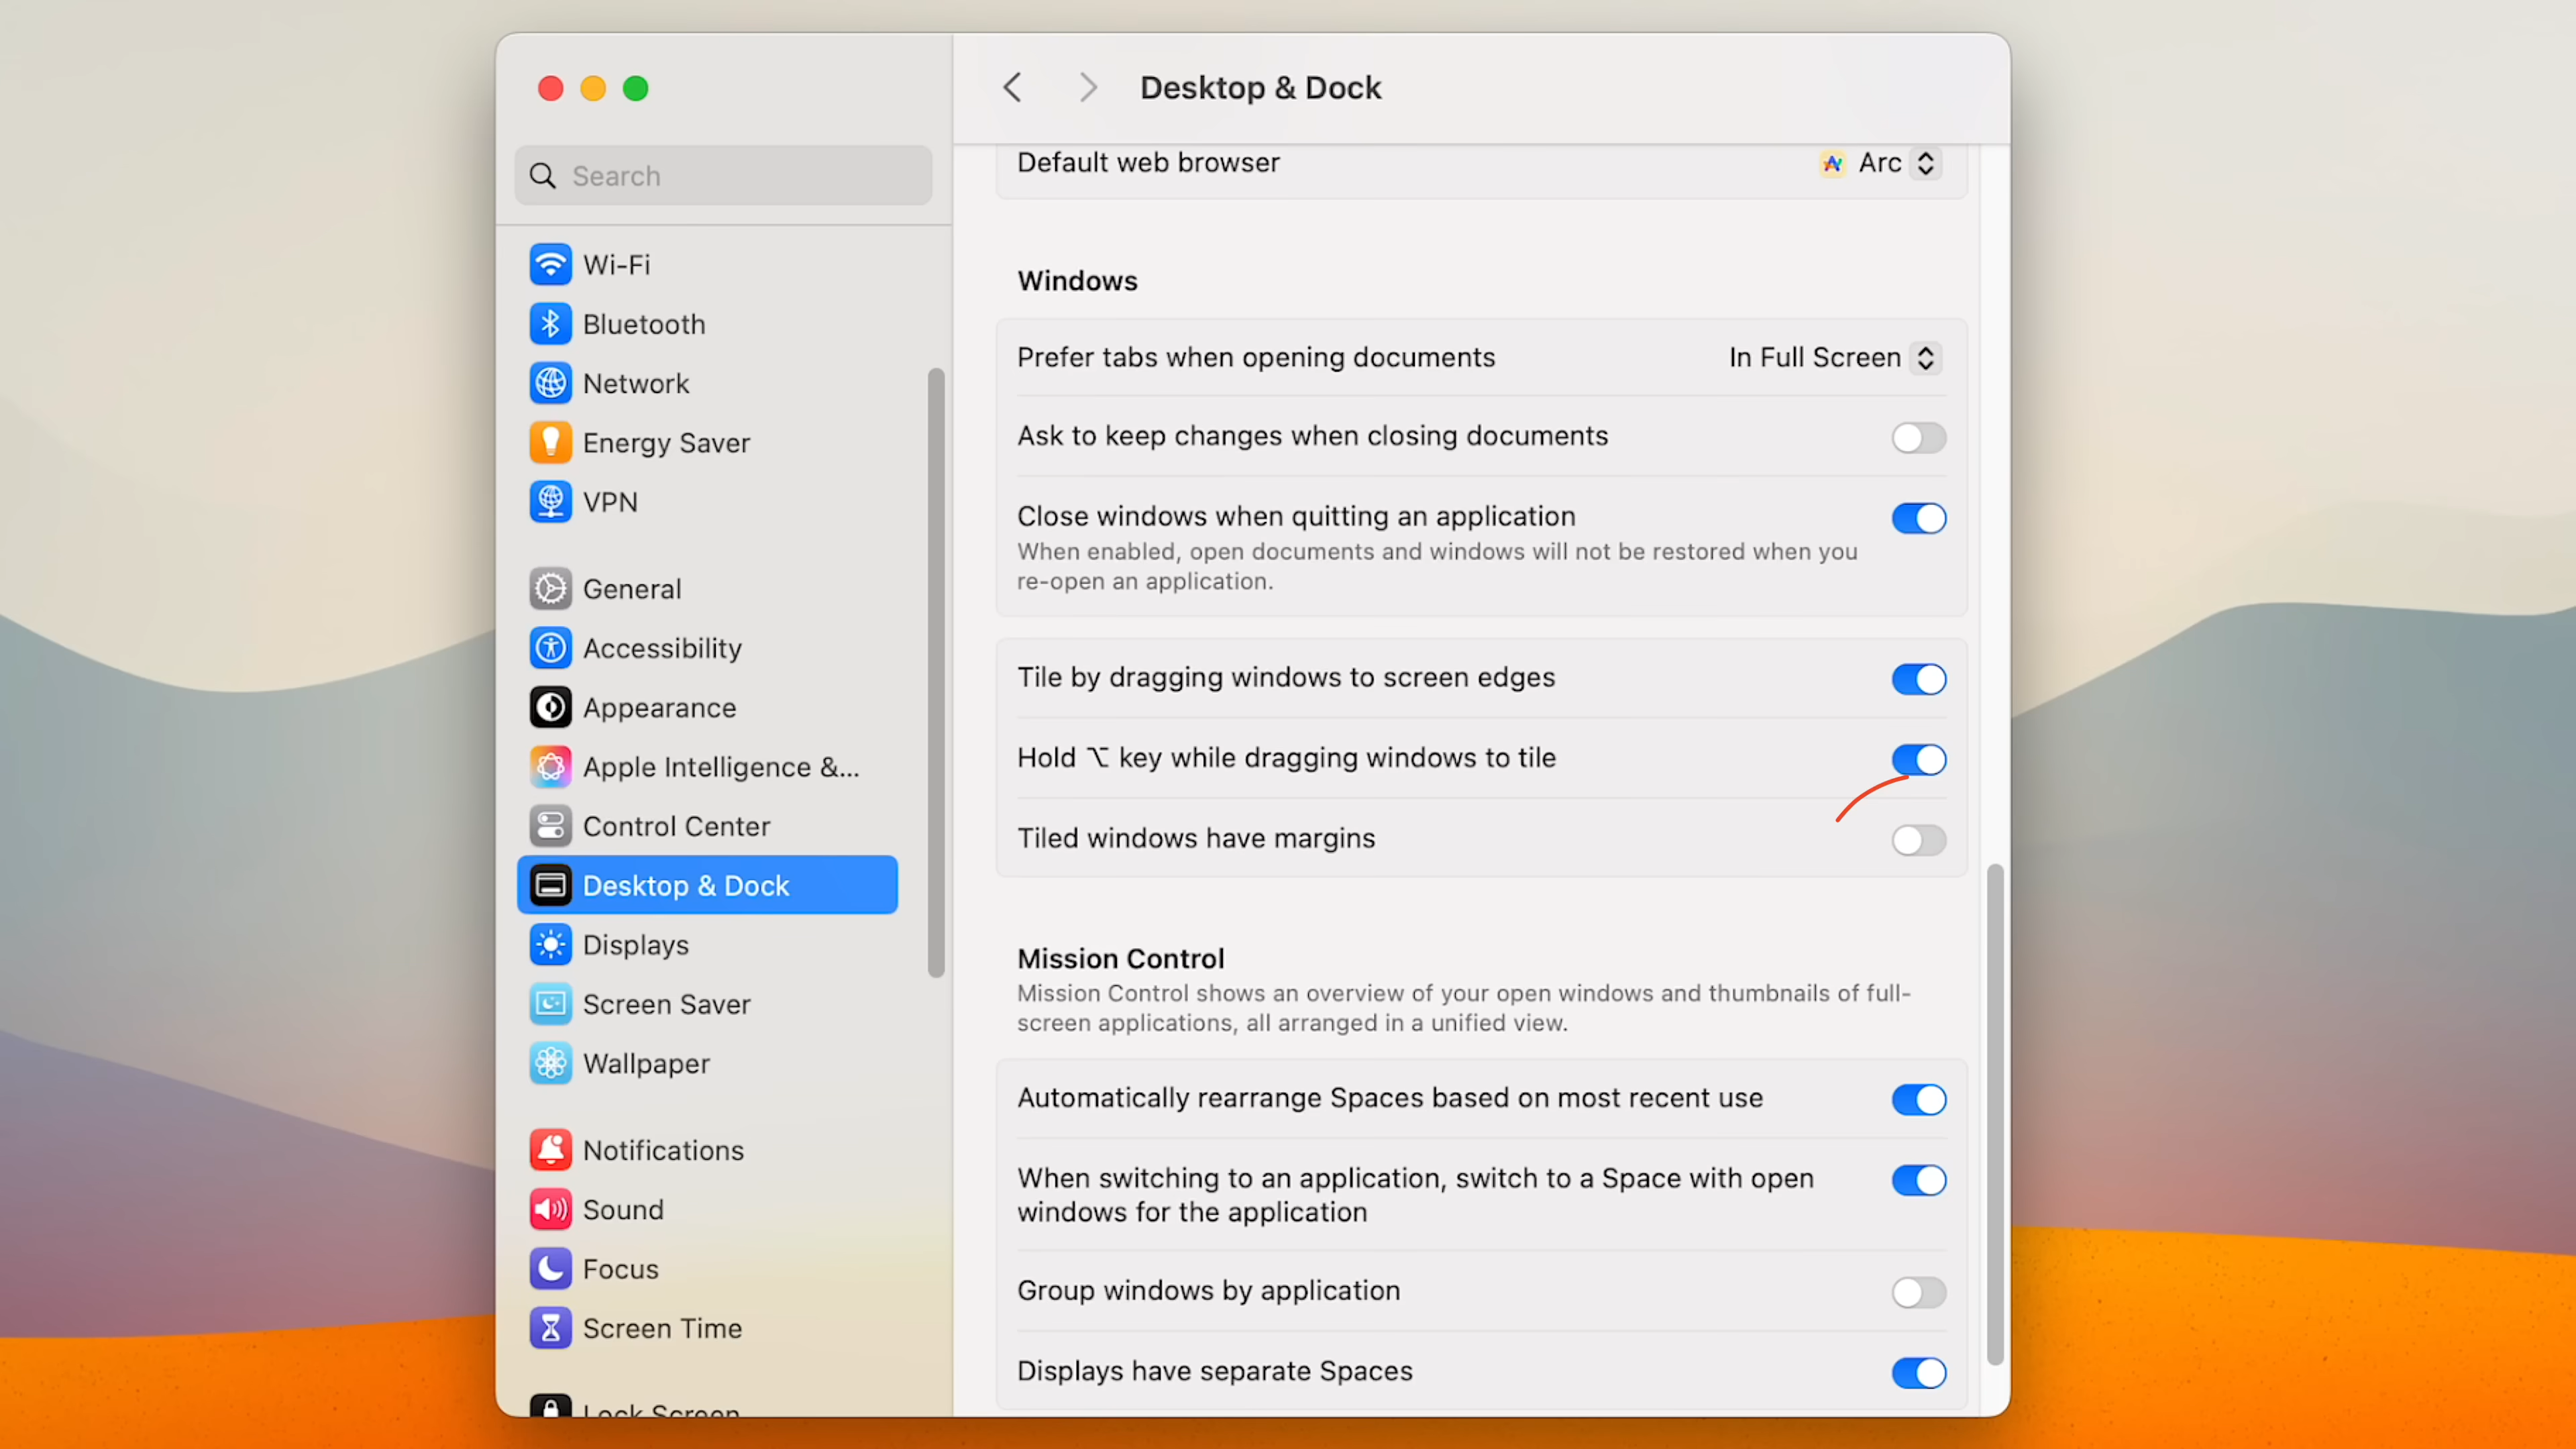 Search
Wi-Fi
Bluetooth
Network
Energy Saver
VPN
General
Accessibility
Appearance
Apple Intelligence &...
Control Center
Desktop & Dock
Displays
Screen Saver
Wallpaper
Notifications
Sound
Focus
Screen Time
Lock Screen
Desktop & Dock
Default web browser
Arc
Windows
Prefer tabs when opening documents
In Full Screen
Ask to keep changes when closing documents
Close windows when quitting an application
When enabled, open documents and windows will not be restored when you
re-open an application.
Tile by dragging windows to screen edges
Hold ⌥ key while dragging windows to tile
Tiled windows have margins
Mission Control
Mission Control shows an overview of your open windows and thumbnails of full-
screen applications, all arranged in a unified view.
Automatically rearrange Spaces based on most recent use
When switching to an application, switch to a Space with open
windows for the application
Group windows by application
Displays have separate Spaces